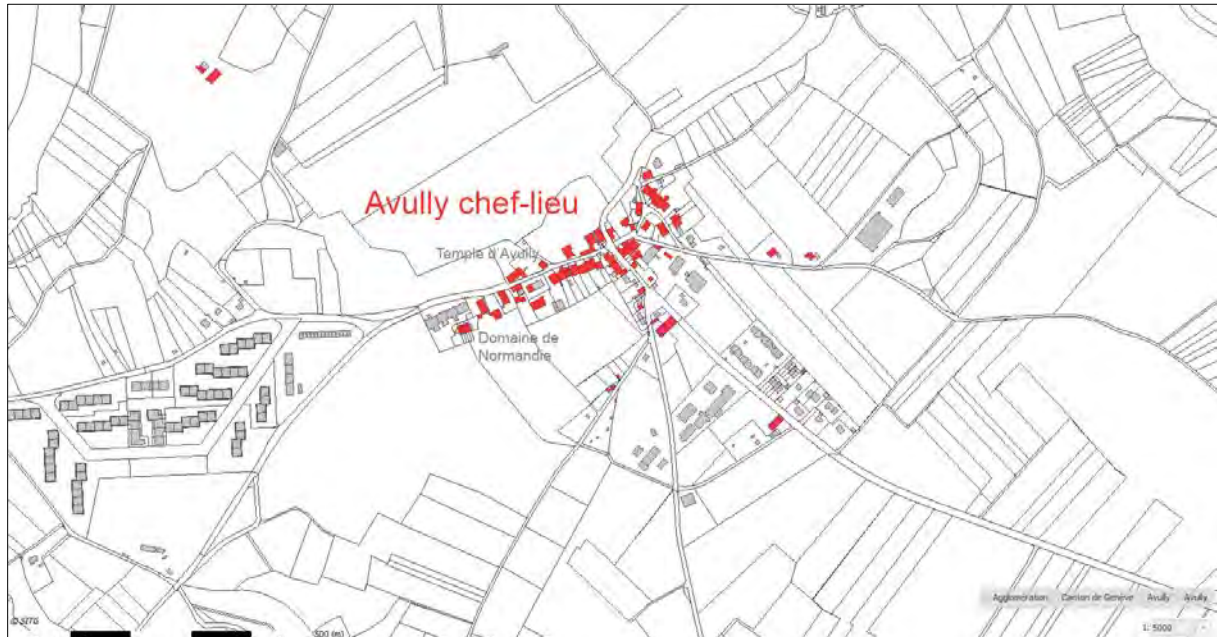 Avully chef-lieu
Temple d'Avully
Domaine de
Normandie
Agglomération Canton de Genève Avully Avully
© SITG
500 (m)
1: 5000